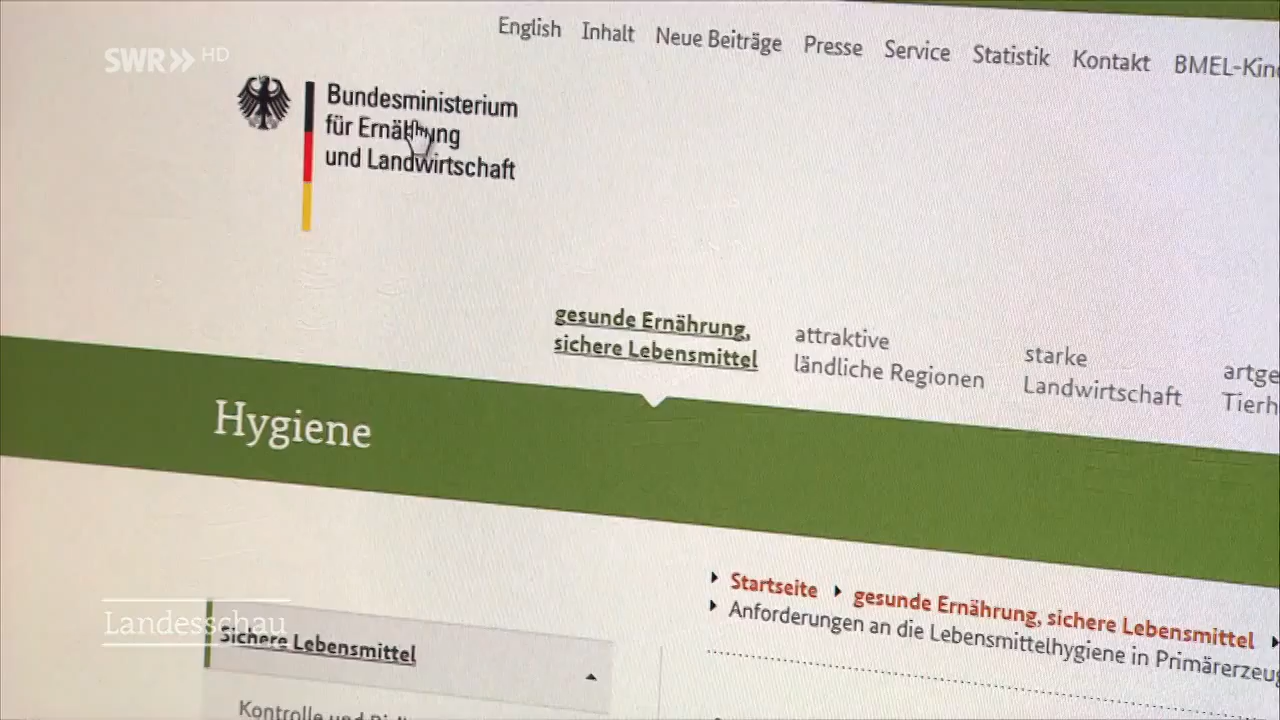 English Inhalt Neue Beiträge Presse Service Statistik Kontakt
SWR HD
Bundesministerium
für Ernährung
und Landwirtschaft
gesunde Ernährung,
sichere Lebensmittel
attraktive
ländliche Regionen
starke
Landwirtschaft
Hygiene
Startseite gesunde Ernährung, sichere Lebensmittel
Anforderungen an die Lebensmittelhygiene in
Landesschau
Sichere Lebensmittel
Kontrolle und